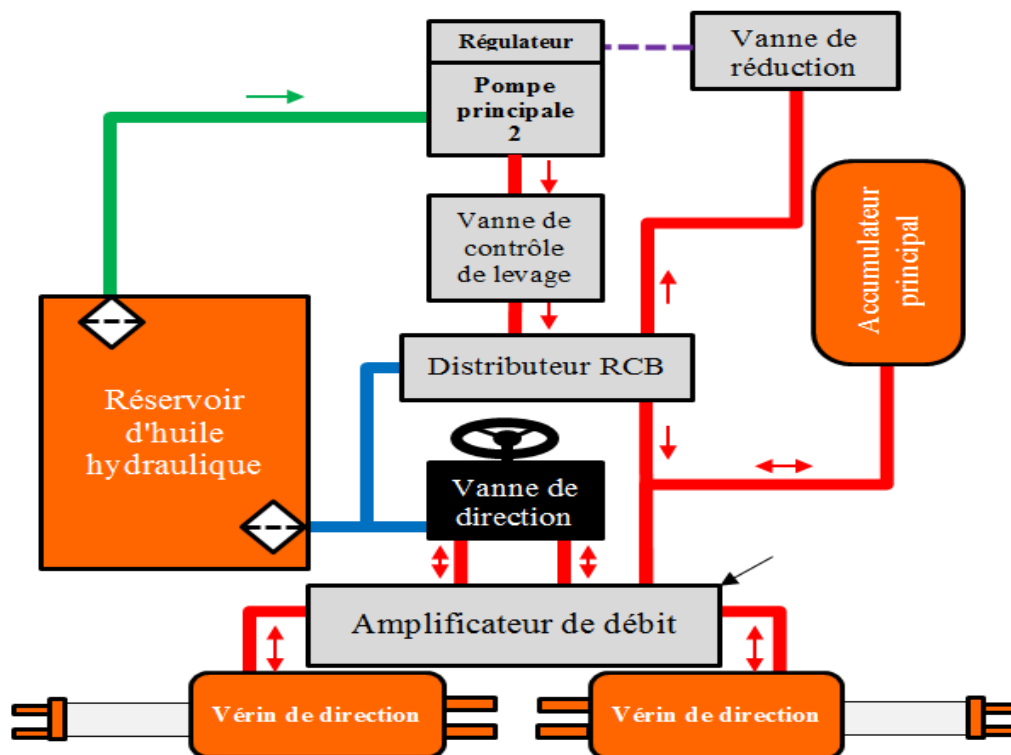 Régulateur
Pompe
principale
2
Vanne de
réduction
Vanne de
contrôle
de levage
Accumulateur
principal
Distributeur RCB
Réservoir
d'huile
hydraulique
Vanne de
direction
Amplificateur de débit
Vérin de direction
Vérin de direction